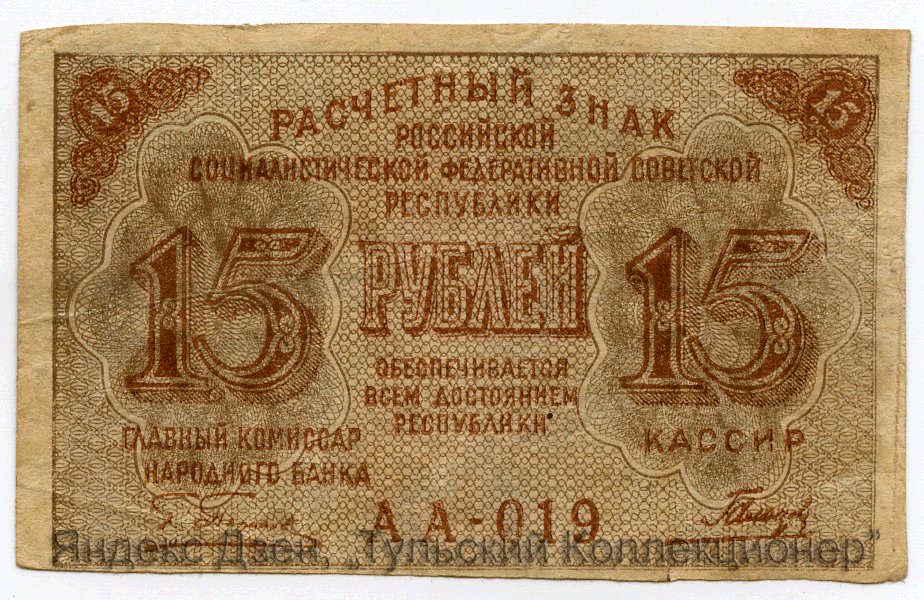 15
15
РАСЧЕТНЫЙ ЗНАК
РОССИЙСКОЙ
СОЦИАЛИСТИЧЕСКОЙ ФЕДЕРАТИВНОЙ СОВЕТСКОЙ
РЕСПУБЛИКИ
15
РУБЛЕЙ
15
ОБЕСПЕЧИВАЕТСЯ
ВСЕМ ДОСТОЯНИЕМ
РЕСПУБЛИКИ
ГЛАВНЫЙ КОМИССАР
НАРОДНОГО БАНКА
КАССИР
АА-019
Яндекс Дзен, „Тульский Коллекционер”